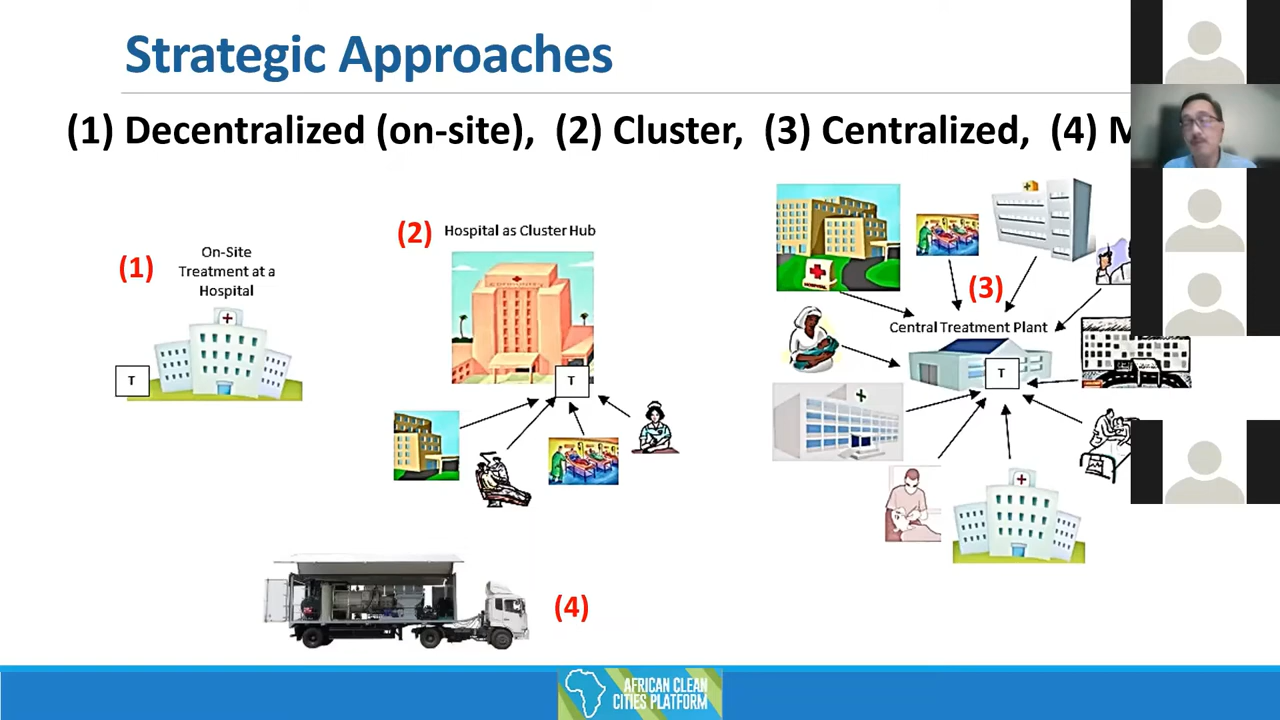 Strategic Approaches
(1) Decentralized (on-site), (2) Cluster, (3) Centralized, (4) M
(1)
On-Site
Treatment at a
Hospital
T
(2)
Hospital as Cluster Hub
T
(3)
Central Treatment Plant
T
HOSPITAL
(4)
AFRICAN CLEAN
CITIES PLATFORM